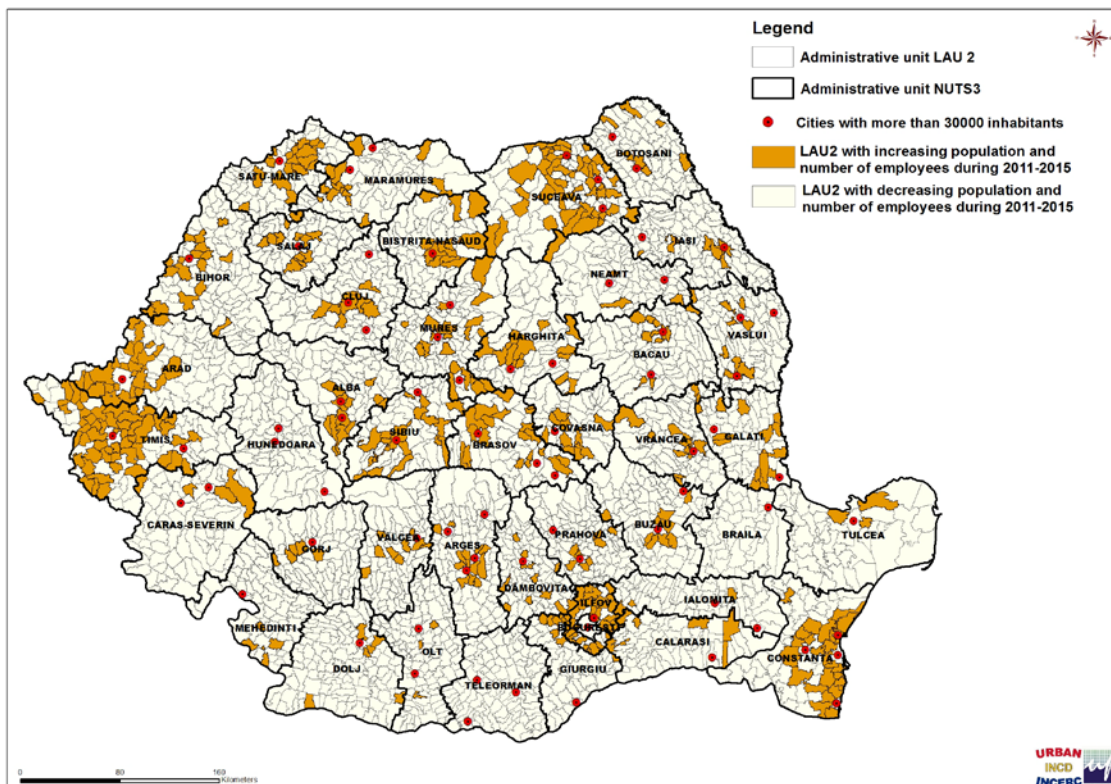 Legend
Administrative unit LAU 2
Administrative unit NUTS3
Cities with more than 30000 inhabitants
LAU2 with increasing population and
number of employees during 2011-2015
LAU2 with decreasing population and
number of employees during 2011-2015
BOTOSANI
SATU-MARE
MARAMURES
SUCEAVA
SALAJ
BISTRITA-NASAUD
IASI
BIHOR
NEAMT
CLUJ
MURES
HARGHITA
VASLUI
BACAU
ARAD
ALBA
TIMIS
HUNEDOARA
SIBIU
BRASOV
COVASNA
VRANCEA
GALATI
CARAS-SEVERIN
GORJ
VALCEA
ARGES
PRAHOVA
BUZAU
BRAILA
TULCEA
DAMBOVITA
ILFOV
IALOMITA
MEHEDINTI
BUCURESTI
CALARASI
CONSTANTA
DOLJ
OLT
GIURGIU
TELEORMAN
0 80 160
Kilometers
URBAN
INCD
INCERC